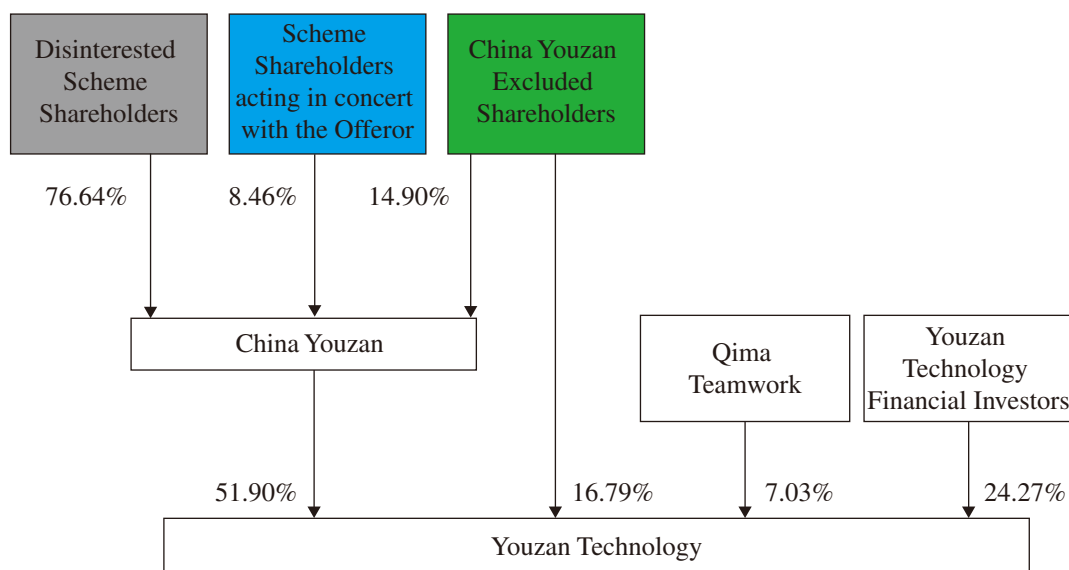 Disinterested
Scheme
Shareholders
Scheme
Shareholders
acting in concert
with the Offeror
China Youzan
Excluded
Shareholders
76.64%
8.46%
14.90%
China Youzan
Qima
Teamwork
Youzan
Technology
Financial Investors
51.90%
16.79%
7.03%
24.27%
Youzan Technology